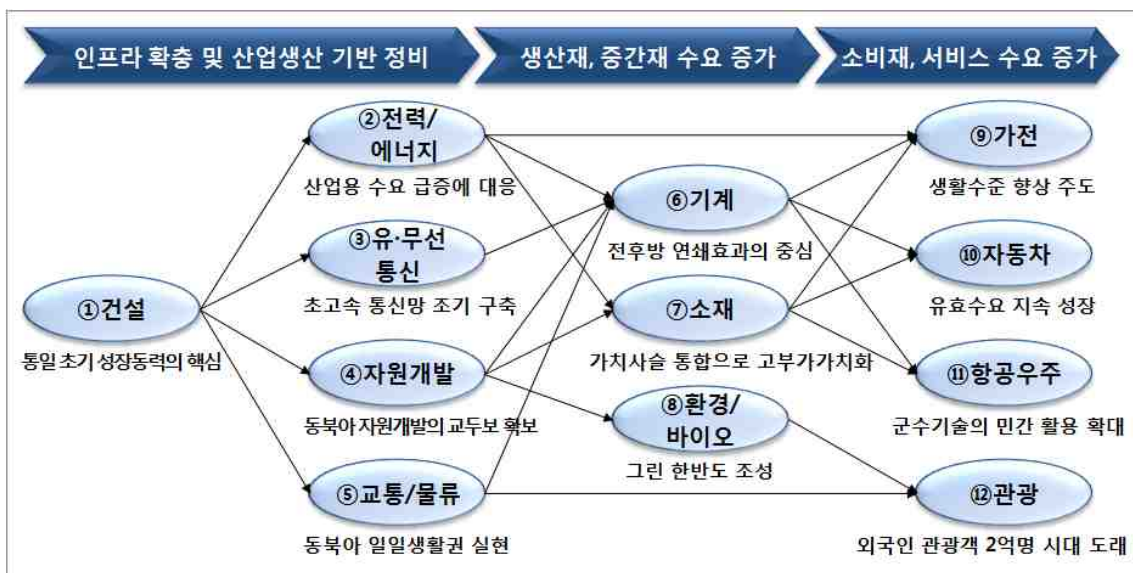 인프라 확충 및 산업생산 기반 정비
생산재, 중간재 수요 증가
소비재, 서비스 수요 증가
①건설
통일 초기 성장동력의 핵심
②전력/
에너지
산업용 수요 급증에 대응
③유·무선
통신
초고속 통신망 조기 구축
④자원개발
동북아 자원개발의 교두보 확보
⑤교통/물류
동북아 일일생활권 실현
⑥기계
전후방 연쇄효과의 중심
⑦소재
가치사슬 통합으로 고부가가치화
⑧환경/
바이오
그린 한반도 조성
⑨가전
생활수준 향상 주도
⑩자동차
유효수요 지속 성장
⑪항공우주
군수기술의 민간 활용 확대
⑫관광
외국인 관광객 2억명 시대 도래